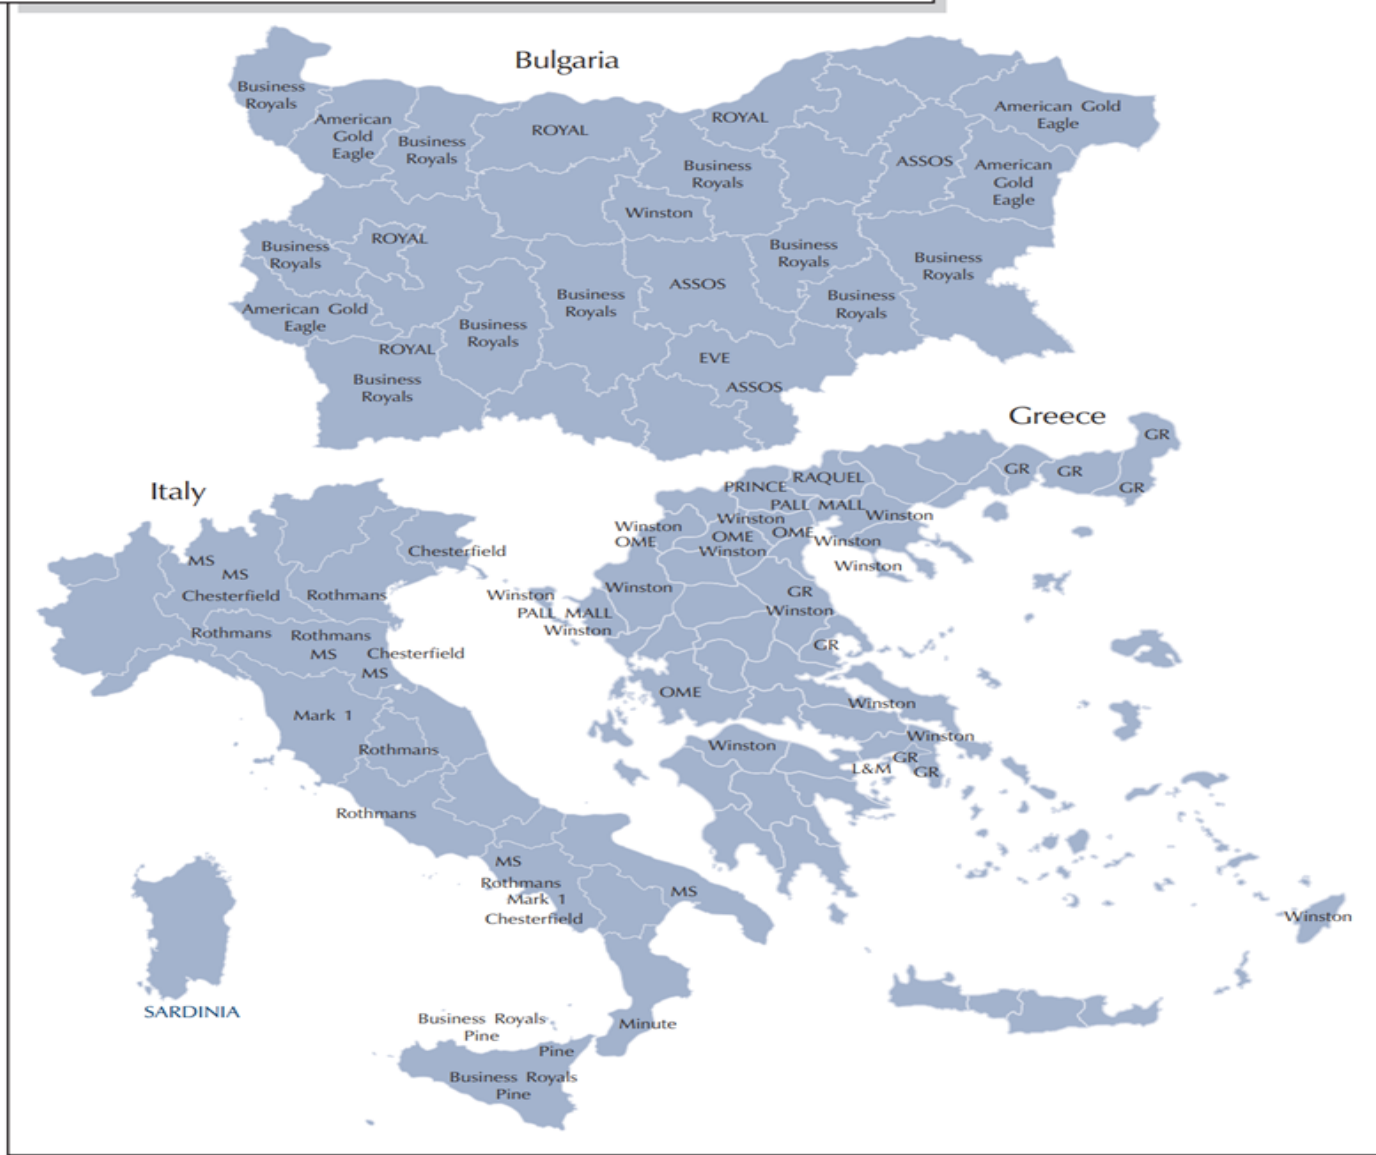 Bulgaria
Business
Royals
American
Gold
Eagle
Business
Royals
ROYAL
ROYAL
Business
Royals
American Gold
Eagle
ASSOS
American
Gold
Eagle
Winston
Business
Royals
ROYAL
Business
Royals
Business
Royals
ASSOS
Business
Royals
Business
Royals
American Gold
Eagle
Business
Royals
ROYAL
Business
Royals
EVE
ASSOS
Greece
GR
GR
GR
GR
PRINCE
RAQUEL
PALL MALL
Winston
Winston
OME
Winston
OME
Winston
OME
Winston
Winston
Winston
Winston
PALL MALL
Winston
GR
Winston
GR
OME
Winston
Winston
Winston
GR
L&M
GR
Winston
Italy
MS
MS
Chesterfield
Chesterfield
Rothmans
Rothmans
Rothmans
MS
Chesterfield
MS
Mark 1
Rothmans
Rothmans
MS
Rothmans
Mark 1
Chesterfield
MS
SARDINIA
Business Royals
Pine
Minute
Pine
Business Royals
Pine